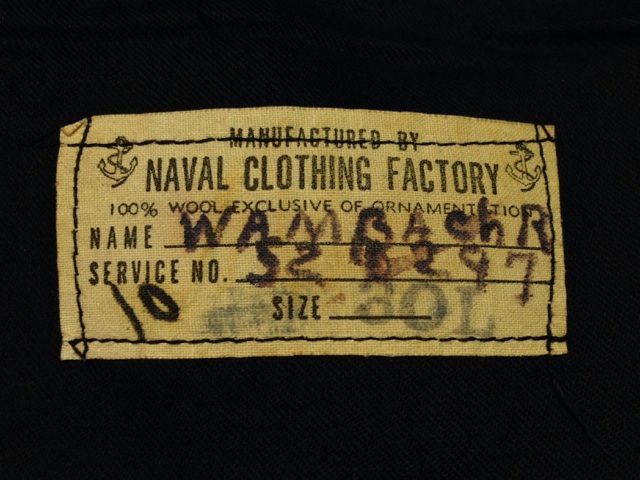 MANUFACTURED BY
NAVAL CLOTHING FACTORY
100% WOOL EXCLUSIVE OF ORNAMENTATION
NAME WAMBAchR
SERVICE NO.
10 SIZE